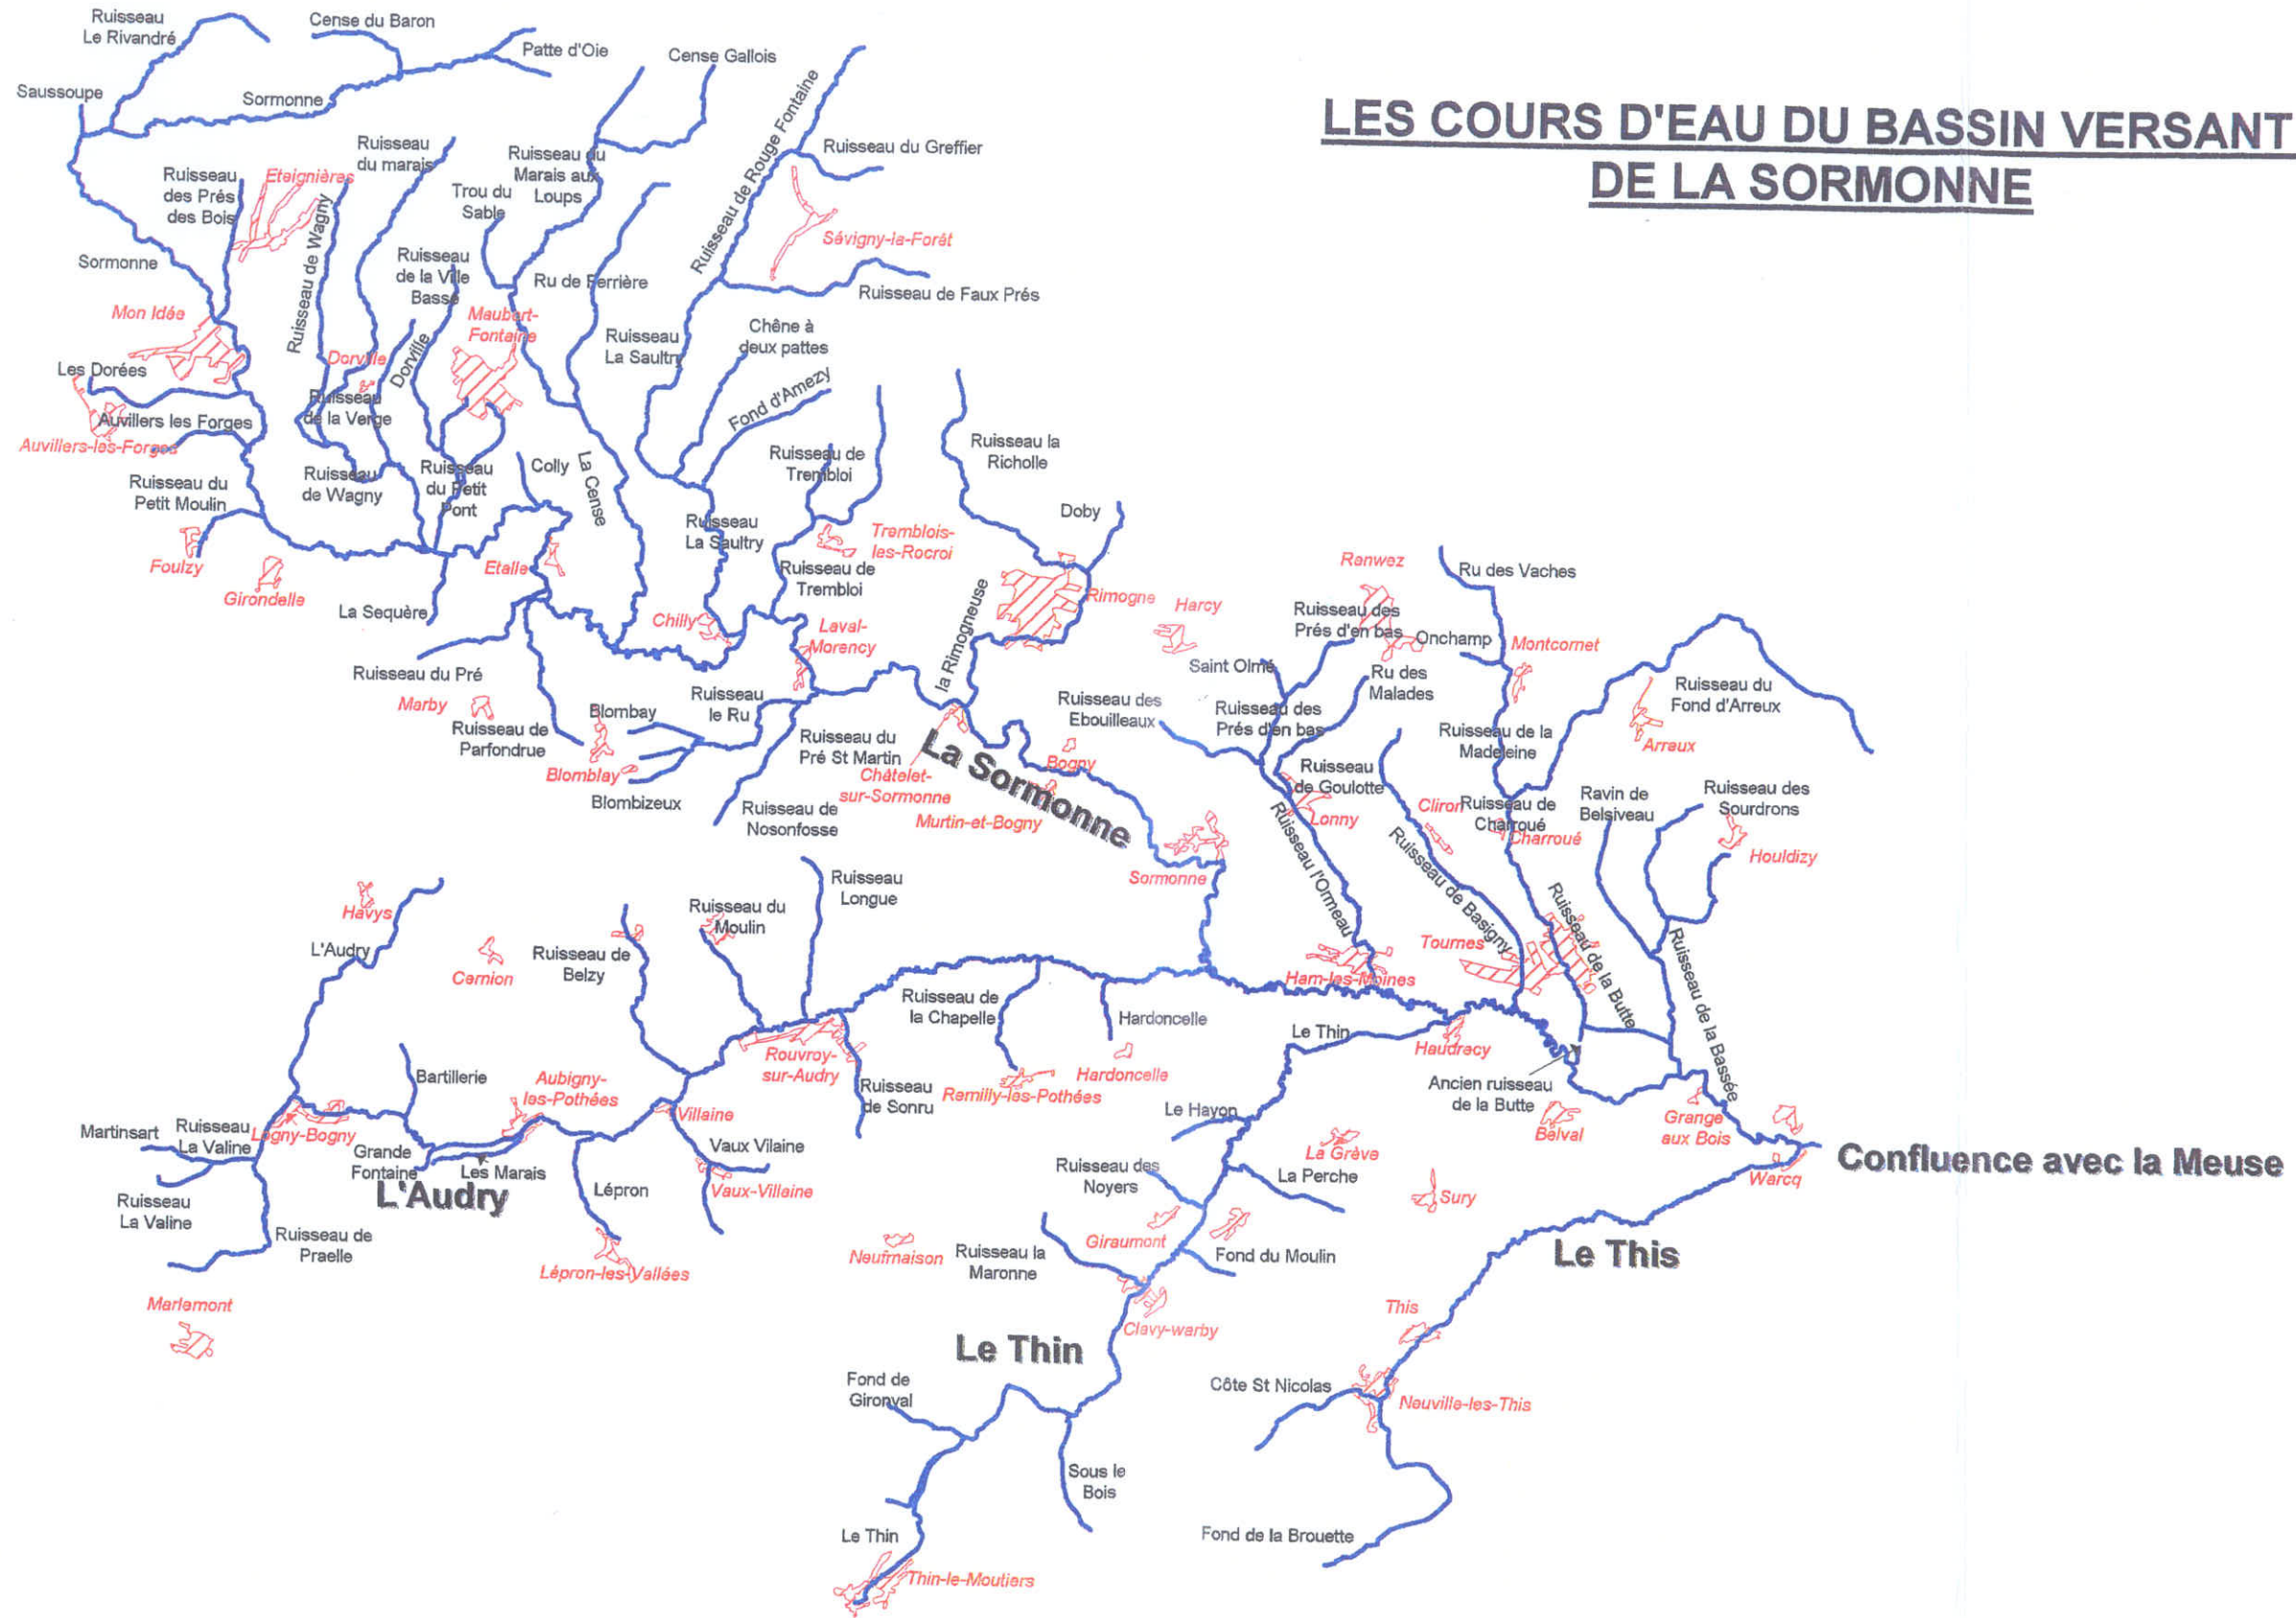 LES COURS D'EAU DU BASSIN VERSANT
DE LA SORMONNE
Ruisseau
Le Rivandré
Cense du Baron
Patte d'Oie
Cense Gallois
Saussoupe
Sormonne
Ruisseau de Rouge Fontaine
Ruisseau du Greffier
Ruisseau
du marais
Ruisseau du
Marais aux
Loups
Ruisseau
des Prés
des Bois
Eteignières
Trou du
Sable
Ruisseau de Wagny
Sévigny-la-Forêt
Sormonne
Ruisseau
de la Ville
Basse
Ru de Ferrière
Ruisseau de Faux Prés
Mon Idée
Maubert-
Fontaine
Ruisseau
La Saultry
Chêne à
deux pattes
Dorville
Dorville
Les Dorées
Fond d'Amezy
Ruisseau
de la Verge
Auvillers les Forges
Auvillers-les-Forges
Ruisseau la
Richolle
Ruisseau de
Trembloi
Colly
La Cense
Ruisseau du
Petit Moulin
Ruisseau
de Wagny
Ruisseau
du Petit
Pont
Doby
Ruisseau
La Saultry
Tremblois-
les-Rocroi
Foulzy
Etalle
Ruisseau de
Trembloi
Renwez
Ru des Vaches
Girondelle
La Sequère
Chilly
Laval-
Morency
la Rimogneuse
Rimogne
Harcy
Ruisseau des
Prés d'en bas
Onchamp
Montcornet
Ruisseau du Pré
Saint Olme
Ru des
Malades
Ruisseau du
Fond d'Arreux
Marby
Ruisseau de
Parfondrue
Blombay
Ruisseau
le Ru
Ruisseau des
Ebouilleaux
Ruisseau des
Prés d'en bas
Ruisseau de la
Madeleine
Arreux
Ruisseau du
Pré St Martin
Châtelet-
sur-Sormonne
La Sormonne
Bogny
Blomblay
Blombizeux
Ruisseau de
Nosonfosse
Murtin-et-Bogny
Ruisseau
de Goulotte
Lonny
Cliron
Ruisseau de
Charroué
Charroué
Ravin de
Belsiveau
Ruisseau des
Sourdrons
Houldizy
Ruisseau l'Ormeau
Ruisseau de Basigny
Sormonne
Ruisseau
Longue
Havys
Ruisseau du
Moulin
L'Audry
Cernion
Ruisseau de
Belzy
Tournes
Ruisseau de la Butte
Ruisseau de la Bassée
Ham-les-Moines
Ruisseau de
la Chapelle
Hardoncelle
Le Thin
Haudrecy
Rouvroy-
sur-Audry
Bartillerie
Aubigny-
les-Pothées
Ruisseau
de Sonru
Remilly-les-Pothées
Hardoncelle
Ancien ruisseau
de la Butte
Villaine
Le Hayon
Belval
Grange
aux Bois
Martinsart
Ruisseau
La Valine
Logny-Bogny
Grande
Fontaine
Les Marais
Vaux Vilaine
La Grève
Confluence avec la Meuse
L'Audry
Lépron
Vaux-Villaine
Ruisseau des
Noyers
La Perche
Sury
Warcq
Ruisseau
La Valine
Ruisseau de
Praelle
Neufmaison
Ruisseau la
Maronne
Giraumont
Fond du Moulin
Le This
Lépron-les-Vallées
Marlemont
Clavy-warby
This
Le Thin
Fond de
Gironval
Côte St Nicolas
Neuville-les-This
Sous le
Bois
Le Thin
Fond de la Brouette
Thin-le-Moutiers